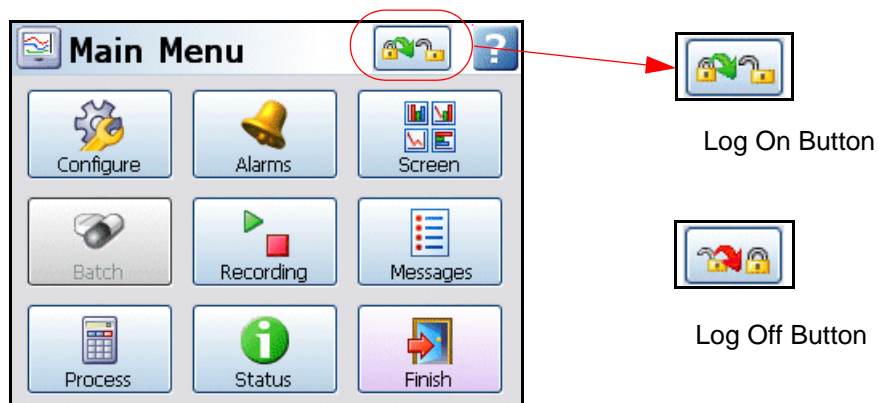 Main Menu
?
Log On Button
Configure
Alarms
Screen
Batch
Recording
Messages
Log Off Button
Process
Status
Finish